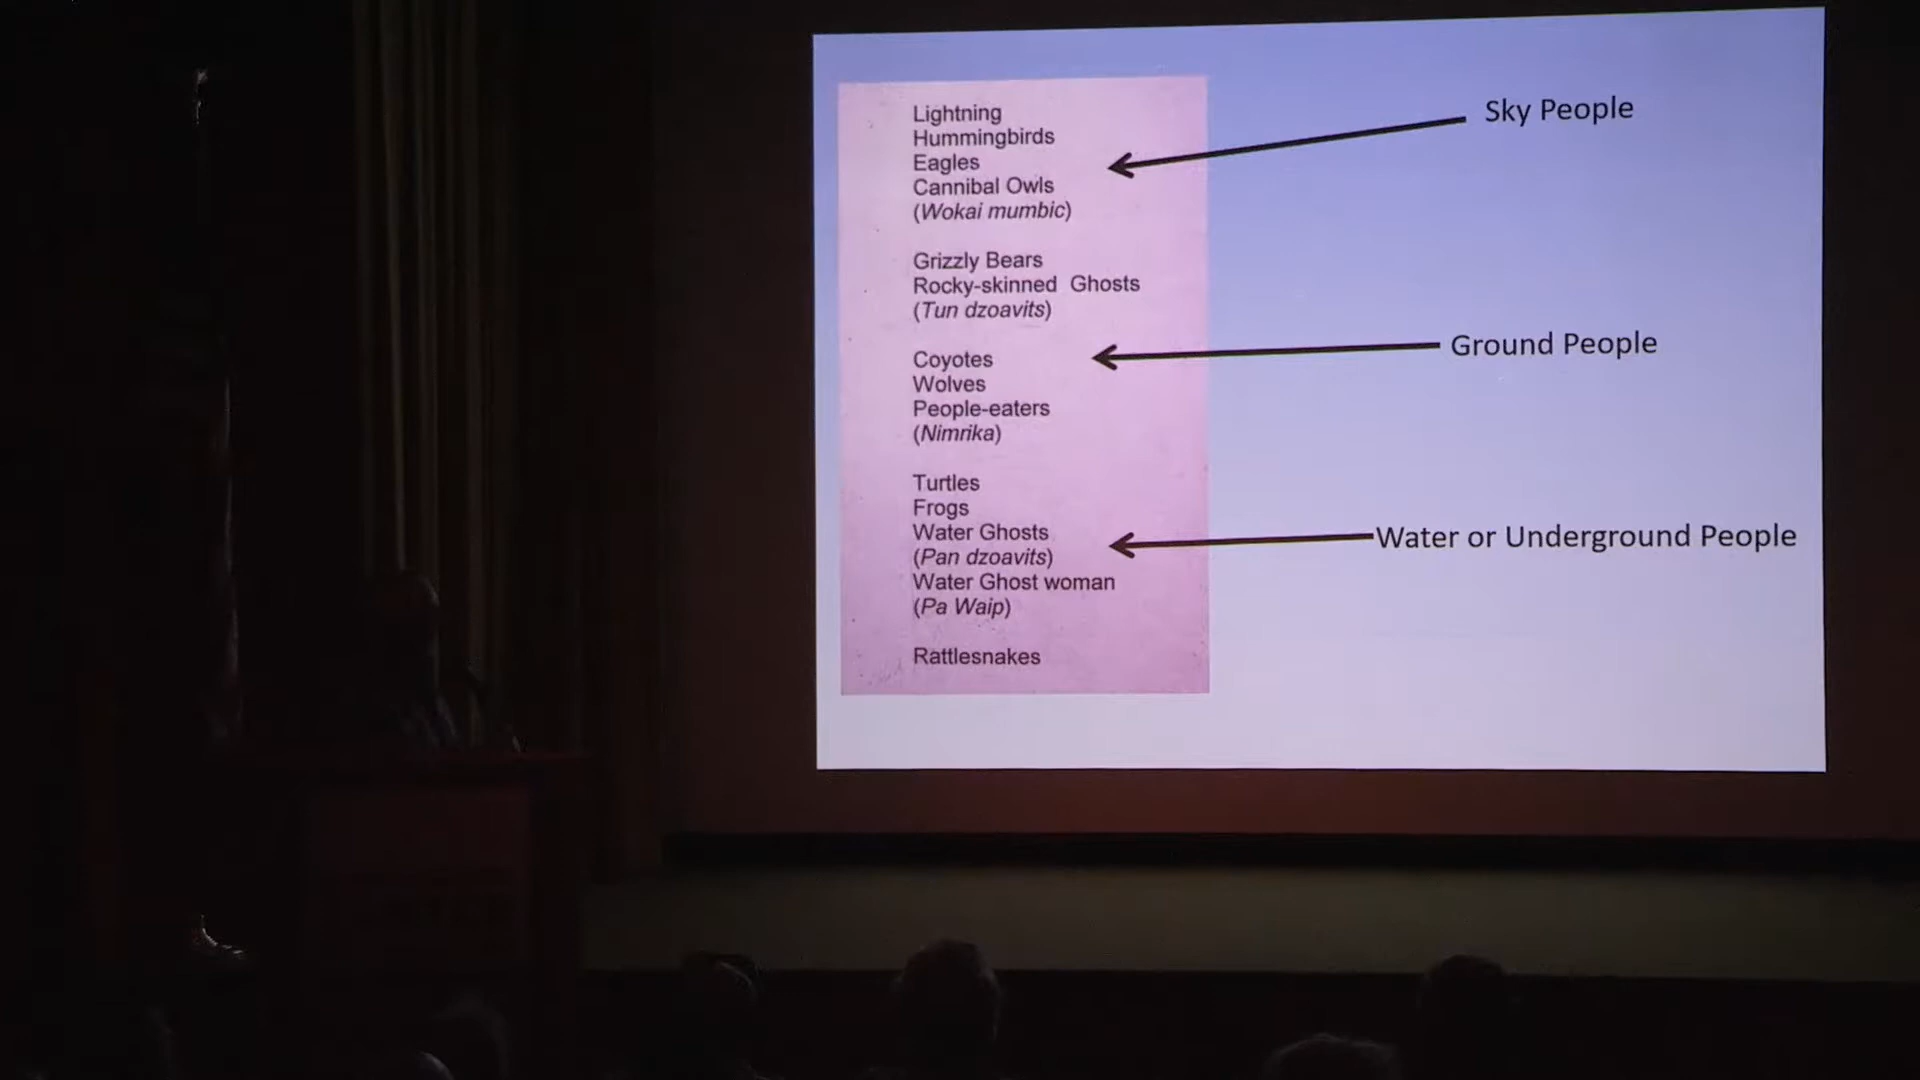 Lightning
Hummingbirds
Eagles
Cannibal Owls
(Wokai mumbic)
Grizzly Bears
Rocky-skinned Ghosts
(Tun dzoavits)
Coyotes
Wolves
People-eaters
(Nimrika)
Turtles
Frogs
Water Ghosts
(Pan dzoavits)
Water Ghost woman
(Pa Waip)
Rattlesnakes
Sky People
Ground People
Water or Underground People